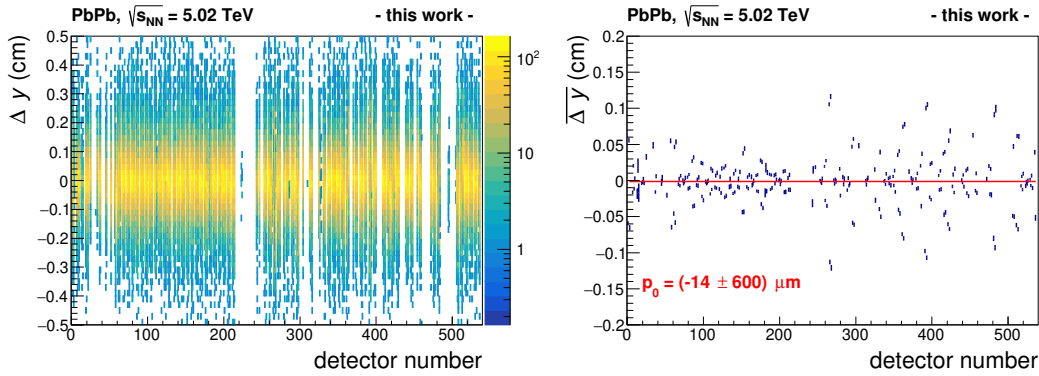 PbPb, √sNN = 5.02 TeV - this work -
Δ y (cm)
0.5
0.4
0.3
0.2
0.1
0
−0.1
−0.2
−0.3
−0.4
−0.5
0 100 200 300 400 500
detector number
10²
10
1
PbPb, √sNN = 5.02 TeV - this work -
Δ y (cm)
0.2
0.15
0.1
0.05
0
−0.05
−0.1
−0.15
−0.2
p0 = (-14 ± 600) μm
0 100 200 300 400 500
detector number